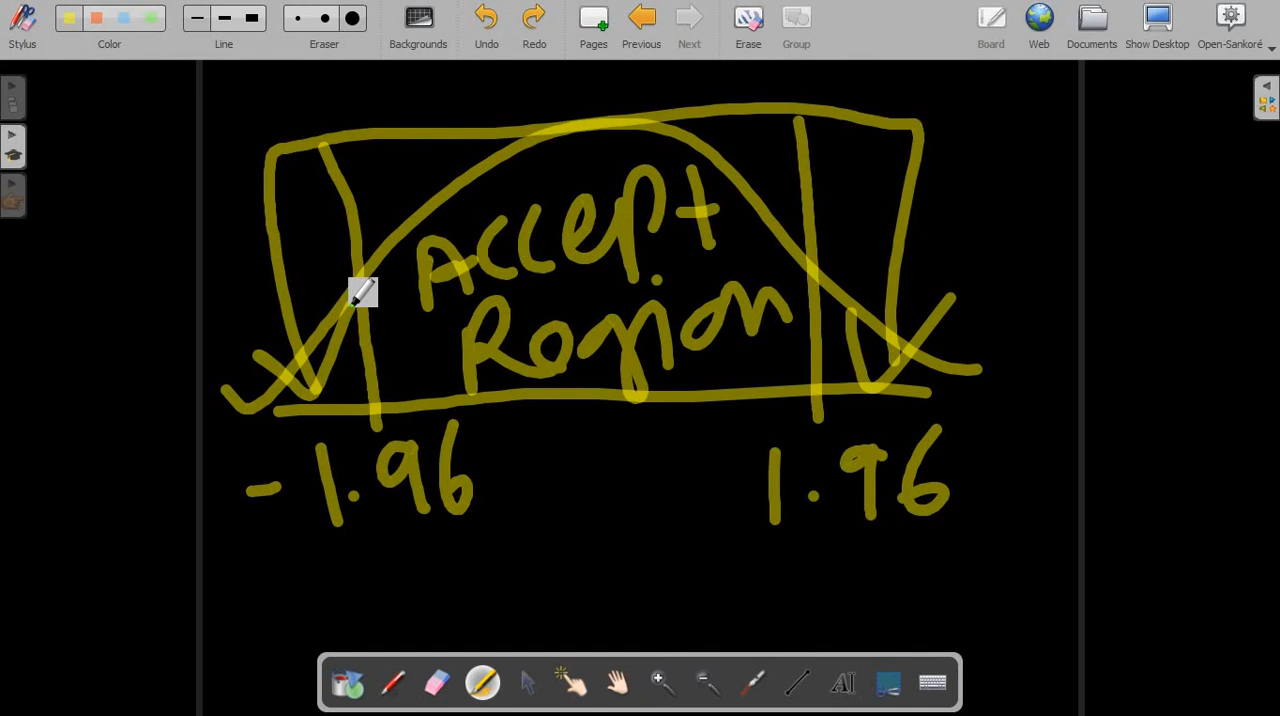 Stylus Color Line Eraser Backgrounds Undo Redo Pages Previous Next Erase Group Board Web Documents Show Desktop Open-Sankoré
Accept
Region
-1.96 1.96
AI